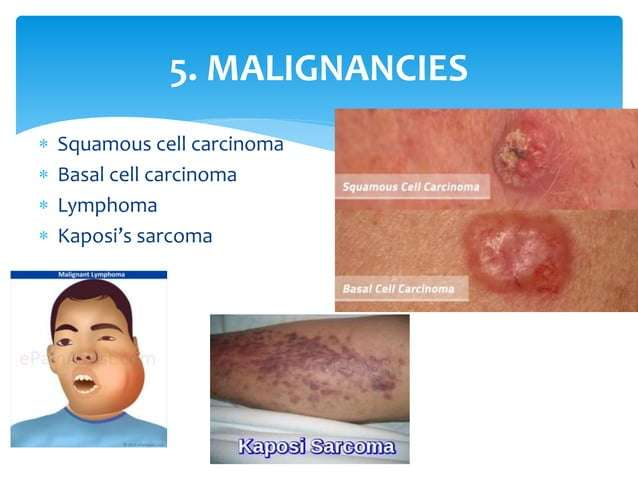 5. MALIGNANCIES
Squamous cell carcinoma
Basal cell carcinoma
Lymphoma
Kaposi’s sarcoma
Squamous Cell Carcinoma
Basal Cell Carcinoma
Malignant Lymphoma
Kaposi Sarcoma